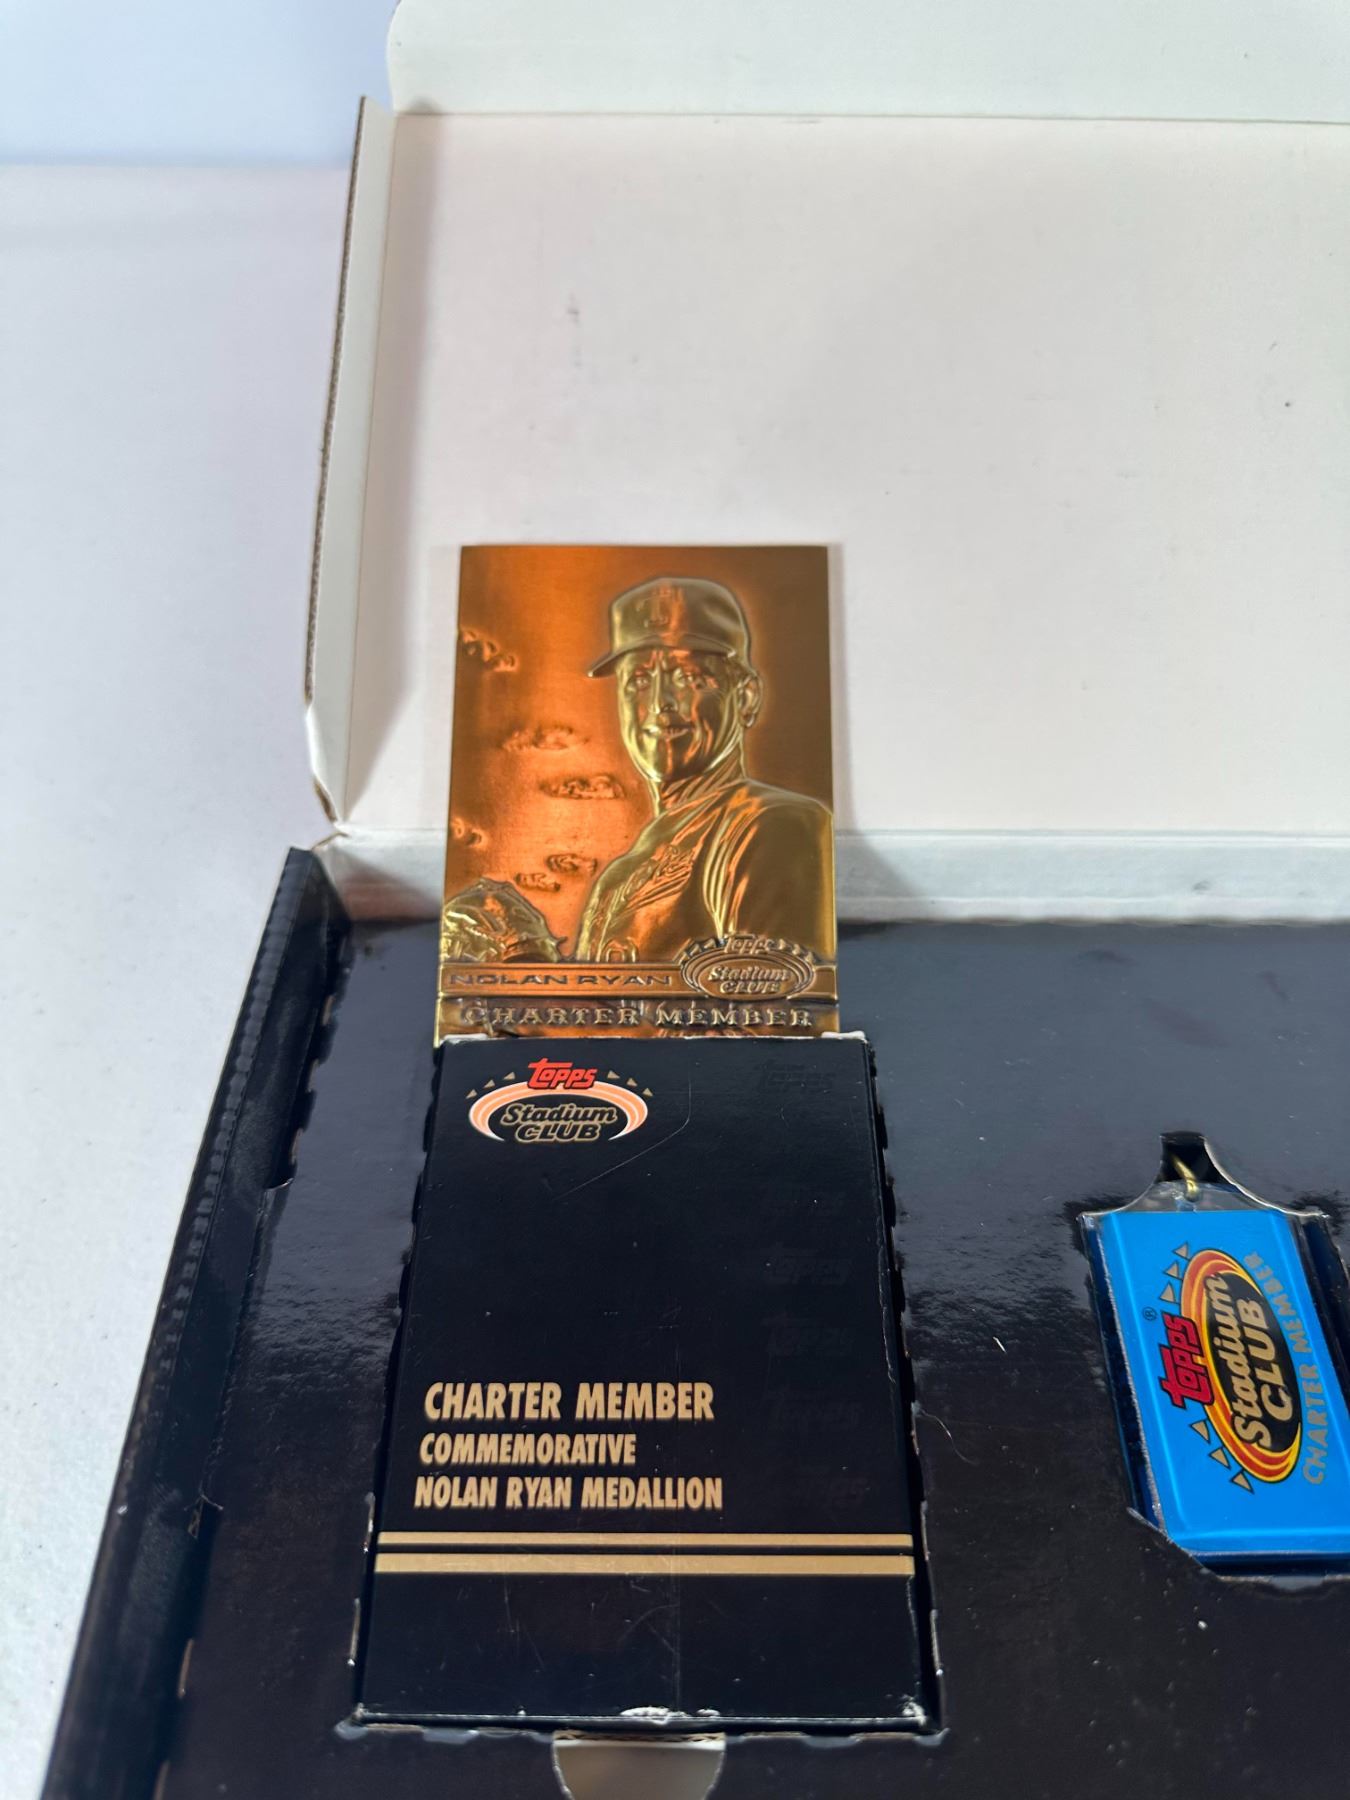 T
NOLAN RYAN
Topps
Stadium
CLUB
CHARTER MEMBER
Topps
Stadium
CLUB
CHARTER MEMBER
COMMEMORATIVE
NOLAN RYAN MEDALLION
Topps®
Stadium
CLUB
CHARTER MEMBER